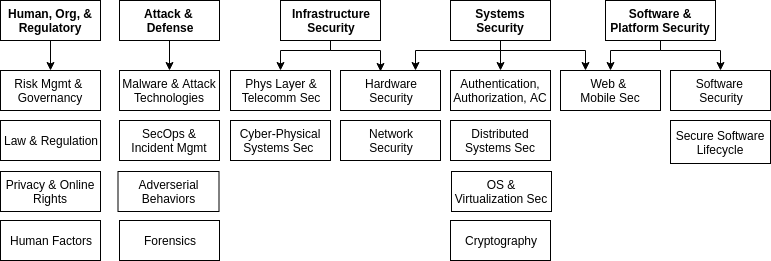 Human, Org, &
Regulatory
Attack &
Defense
Infrastructure
Security
Systems
Security
Software &
Platform Security
Risk Mgmt &
Governancy
Malware & Attack
Technologies
Phys Layer &
Telecomm Sec
Hardware
Security
Authentication,
Authorization, AC
Web &
Mobile Sec
Software
Security
Law & Regulation
SecOps &
Incident Mgmt
Cyber-Physical
Systems Sec
Network
Security
Distributed
Systems Sec
Secure Software
Lifecycle
Privacy & Online
Rights
Adverserial
Behaviors
OS &
Virtualization Sec
Human Factors
Forensics
Cryptography